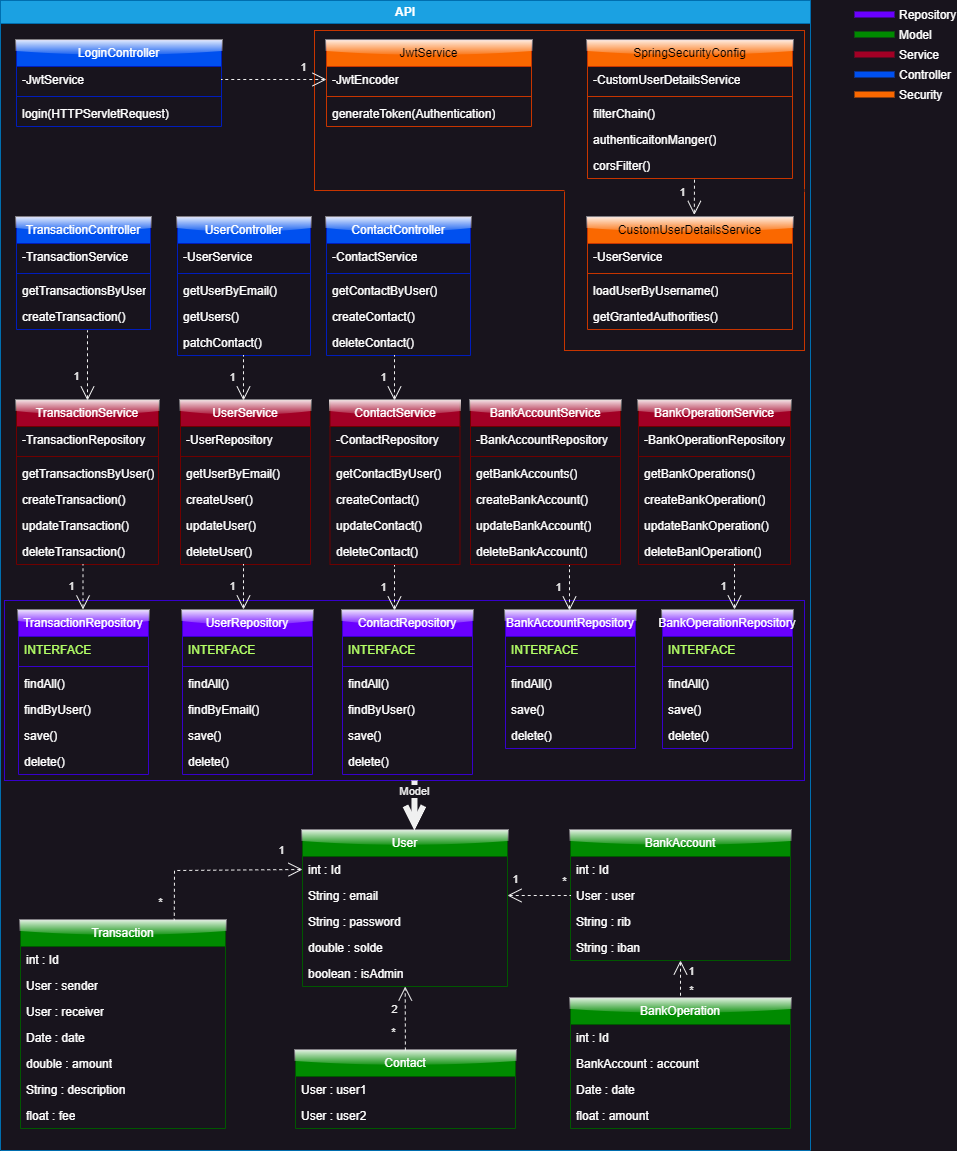 API
Repository
Model
Service
Controller
Security
LoginController
-JwtService
login(HTTPServletRequest)
1
JwtService
-JwtEncoder
generateToken(Authentication)
SpringSecurityConfig
-CustomUserDetailsService
filterChain()
authenticaitonManger()
corsFilter()
1
CustomUserDetailsService
-UserService
loadUserByUsername()
getGrantedAuthorities()
TransactionController
-TransactionService
getTransactionsByUser
createTransaction()
1
UserController
-UserService
getUserByEmail()
getUsers()
patchContact()
1
ContactController
-ContactService
getContactByUser()
createContact()
deleteContact()
1
TransactionService
-TransactionRepository
getTransactionsByUser()
createTransaction()
updateTransaction()
deleteTransaction()
1
UserService
-UserRepository
getUserByEmail()
createUser()
updateUser()
deleteUser()
1
ContactService
-ContactRepository
getContactByUser()
createContact()
updateContact()
deleteContact()
1
BankAccountService
-BankAccountRepository
getBankAccounts()
createBankAccount()
updateBankAccount()
deleteBankAccount()
1
BankOperationService
-BankOperationRepository
getBankOperations()
createBankOperation()
updateBankOperation()
deleteBanlOperation()
1
TransactionRepository
INTERFACE
findAll()
findByUser()
save()
delete()
UserRepository
INTERFACE
findAll()
findByEmail()
save()
delete()
ContactRepository
INTERFACE
findAll()
findByUser()
save()
delete()
BankAccountRepository
INTERFACE
findAll()
save()
delete()
BankOperationRepository
INTERFACE
findAll()
save()
delete()
Model
User
int : Id
String : email
String : password
double : solde
boolean : isAdmin
1
*
1
*
BankAccount
int : Id
User : user
String : rib
String : iban
1
*
Transaction
int : Id
User : sender
User : receiver
Date : date
double : amount
String : description
float : fee
2
*
Contact
User : user1
User : user2
BankOperation
int : Id
BankAccount : account
Date : date
float : amount